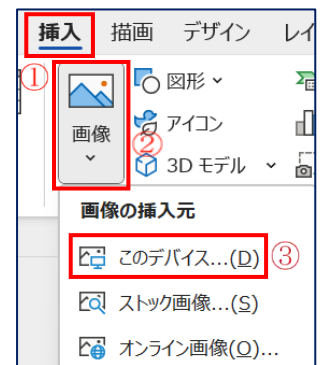 挿入 描画 デザイン レイ
①
図形
画像
アイコン
②
3D モデル
画像の挿入元
このデバイス...(D) ③
ストック画像...(S)
オンライン画像(O)...